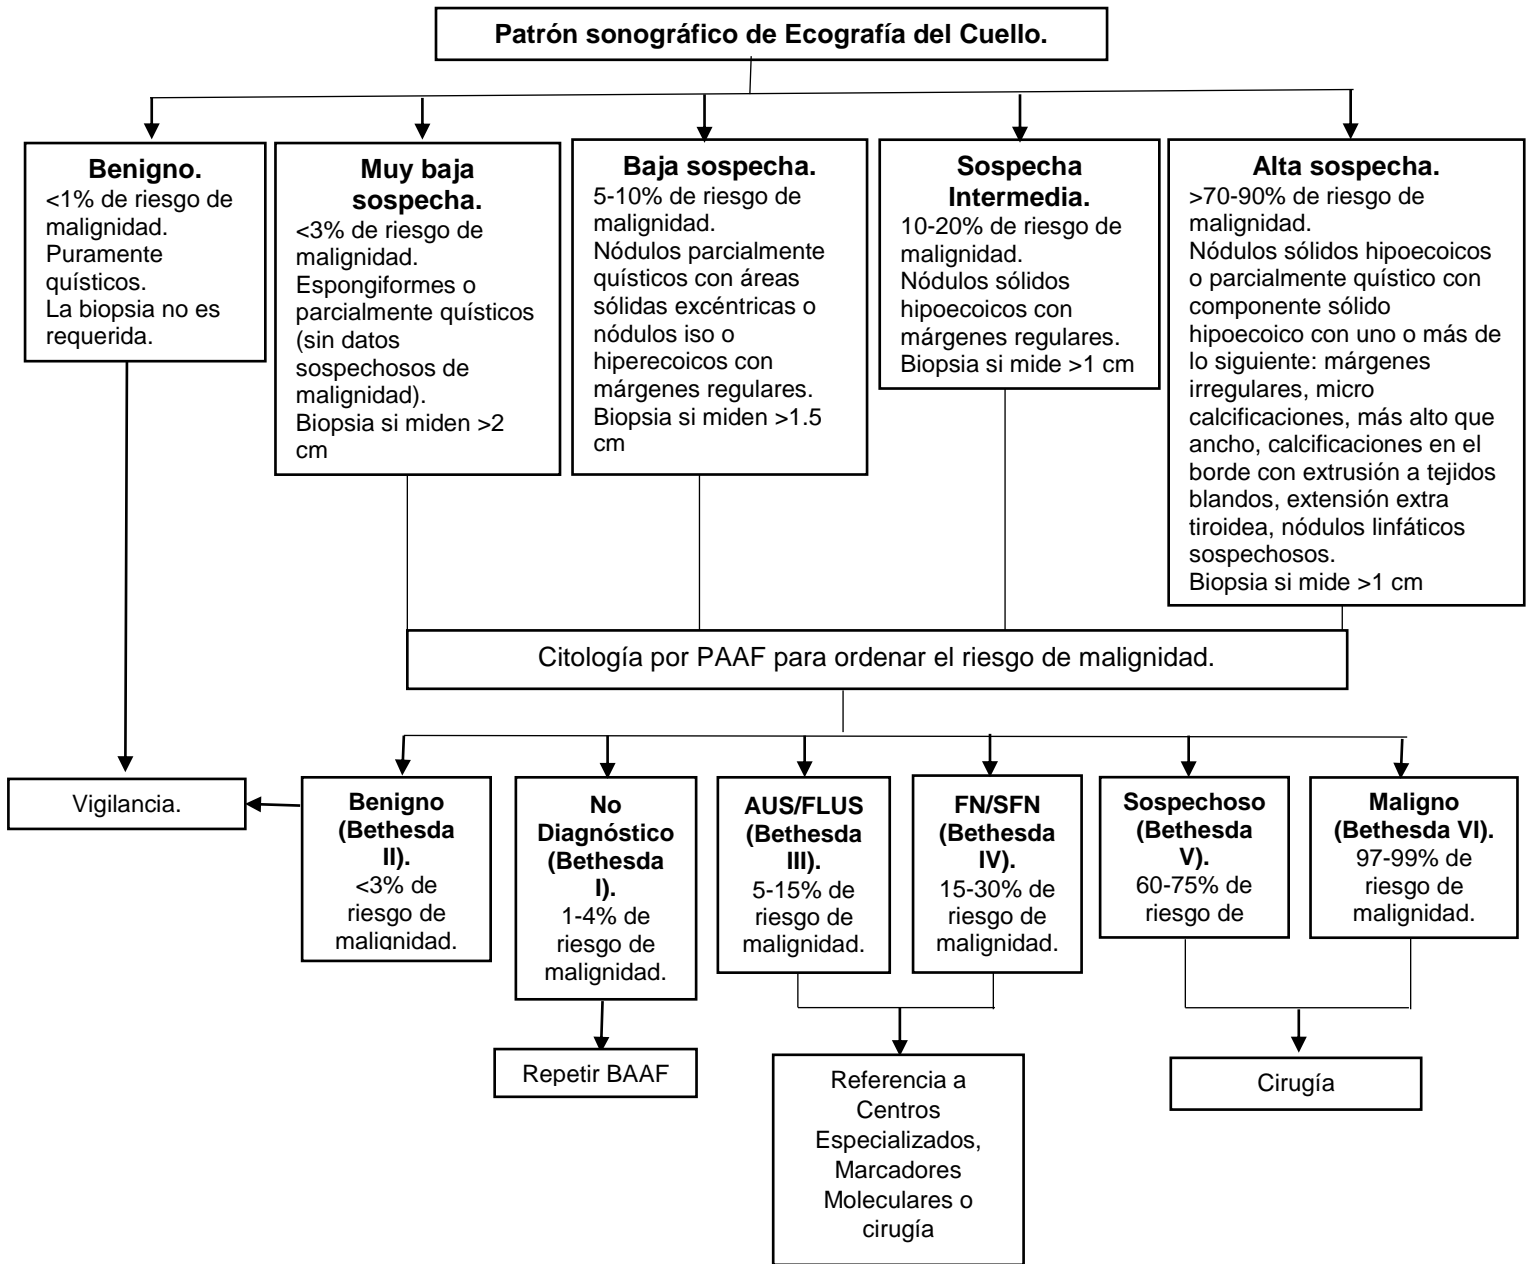 Patrón sonográfico de Ecografía del Cuello.
Benigno.
<1% de riesgo de
malignidad.
Puramente
quísticos.
La biopsia no es
requerida.
Muy baja
sospecha.
<3% de riesgo de
malignidad.
Espongiformes o
parcialmente quísticos
(sin datos
sospechosos de
malignidad).
Biopsia si miden >2
cm
Baja sospecha.
5-10% de riesgo de
malignidad.
Nódulos parcialmente
quísticos con áreas
sólidas excéntricas o
nódulos iso o
hiperecoicos con
márgenes regulares.
Biopsia si miden >1.5
cm
Sospecha
Intermedia.
10-20% de riesgo de
malignidad.
Nódulos sólidos
hipoecoicos con
márgenes regulares.
Biopsia si mide >1 cm
Alta sospecha.
>70-90% de riesgo de
malignidad.
Nódulos sólidos hipoecoicos
o parcialmente quístico con
componente sólido
hipoecoico con uno o más de
lo siguiente: márgenes
irregulares, micro
calcificaciones, más alto que
ancho, calcificaciones en el
borde con extrusión a tejidos
blandos, extensión extra
tiroidea, nódulos linfáticos
sospechosos.
Biopsia si mide >1 cm
Citología por PAAF para ordenar el riesgo de malignidad.
Vigilancia.
Benigno
(Bethesda
II).
<3% de
riesgo de
malignidad.
No
Diagnóstico
(Bethesda
I).
1-4% de
riesgo de
malignidad.
AUS/FLUS
(Bethesda
III).
5-15% de
riesgo de
malignidad.
FN/SFN
(Bethesda
IV).
15-30% de
riesgo de
malignidad.
Sospechoso
(Bethesda
V).
60-75% de
riesgo de
Maligno
(Bethesda VI).
97-99% de
riesgo de
malignidad.
Repetir BAAF
Referencia a
Centros
Especializados,
Marcadores
Moleculares o
cirugía
Cirugía